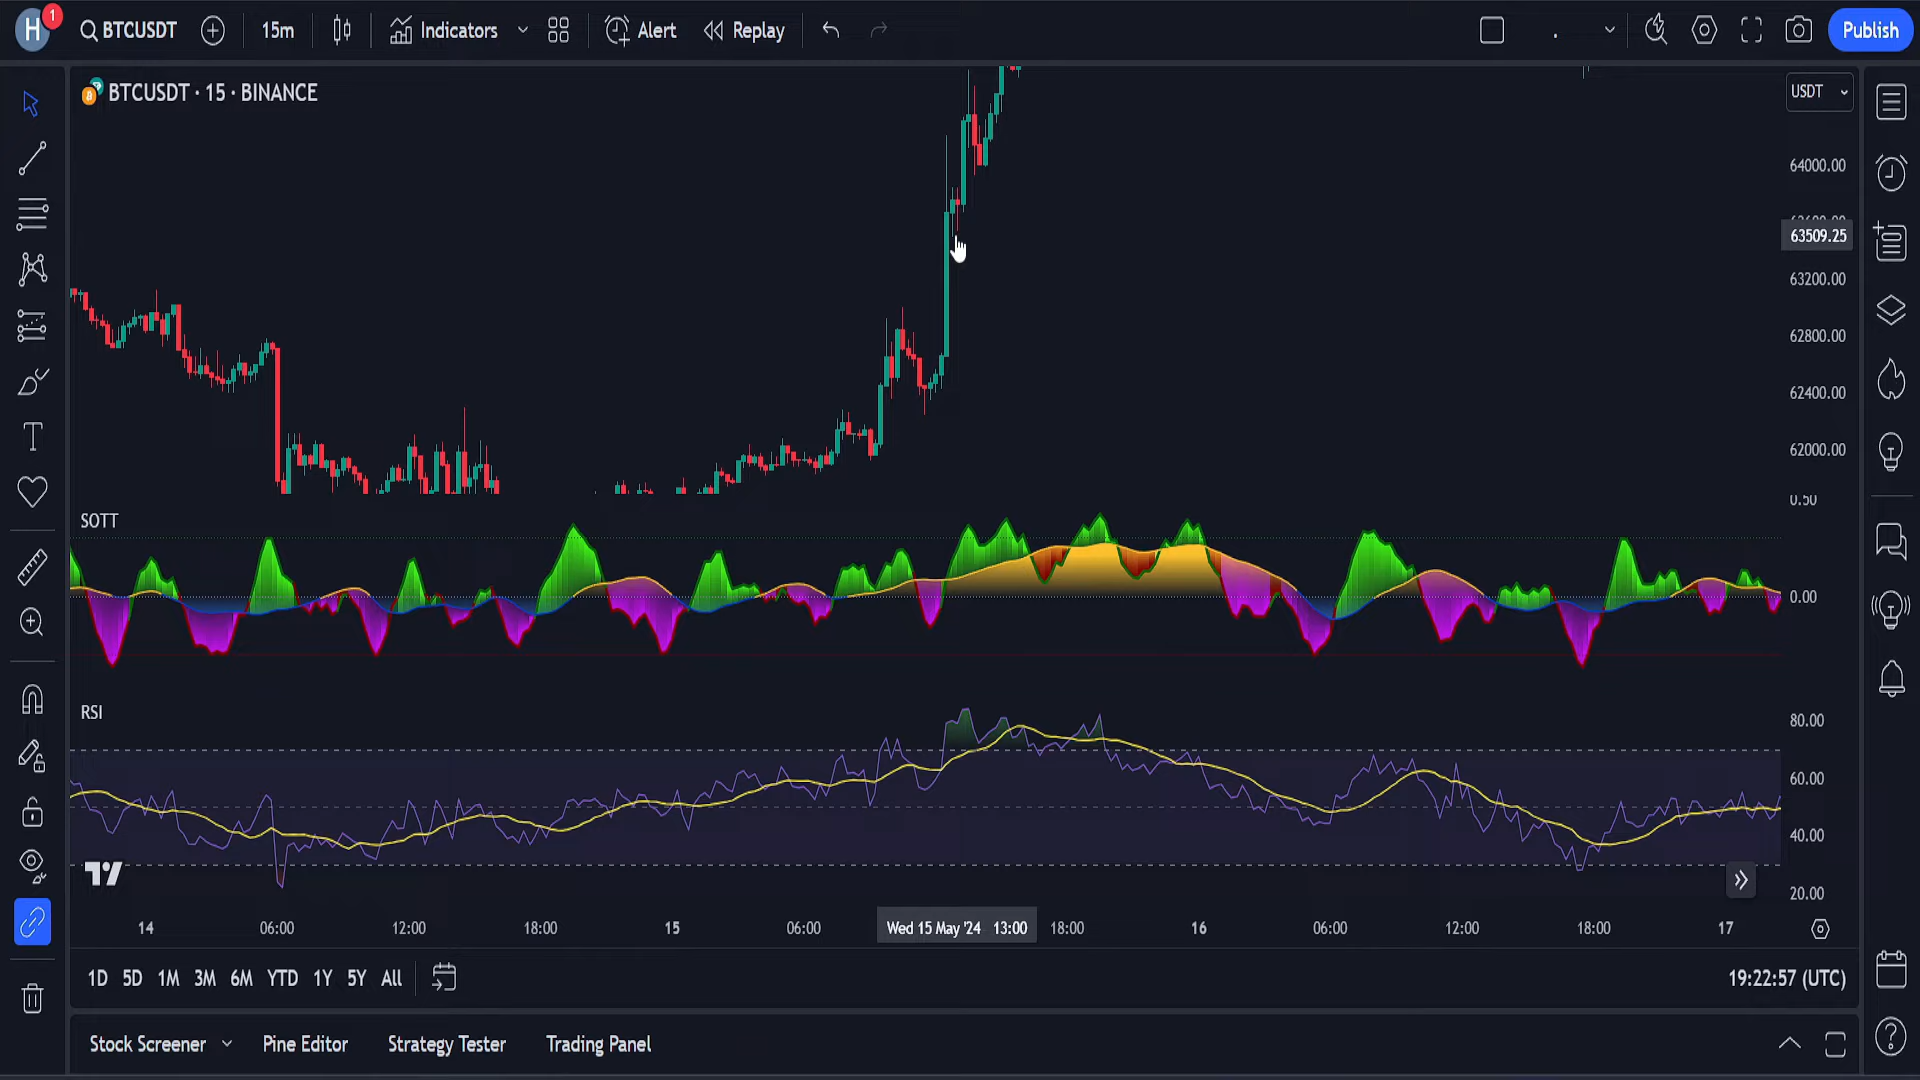 H 1 BTCUSDT 15m Indicators Alert Replay . Publish
BTCUSDT · 15 · BINANCE
USDT
64000.00
63509.25
63200.00
62800.00
62400.00
62000.00
0.50
SOTT
0.00
RSI
80.00
60.00
40.00
20.00
14 06:00 12:00 18:00 15 06:00 Wed 15 May '24 13:00 18:00 16 06:00 12:00 18:00 17
1D 5D 1M 3M 6M YTD 1Y 5Y All 19:22:57 (UTC)
Stock Screener Pine Editor Strategy Tester Trading Panel